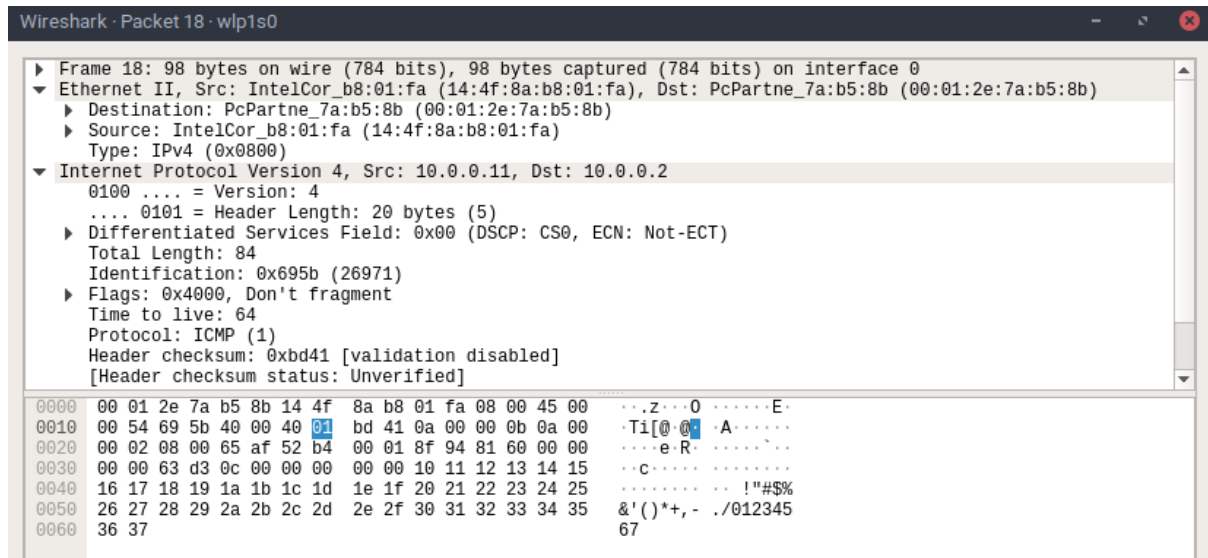 Wireshark · Packet 18 · wlp1s0
Frame 18: 98 bytes on wire (784 bits), 98 bytes captured (784 bits) on interface 0
Ethernet II, Src: IntelCor_b8:01:fa (14:4f:8a:b8:01:fa), Dst: PcPartne_7a:b5:8b (00:01:2e:7a:b5:8b)
Destination: PcPartne_7a:b5:8b (00:01:2e:7a:b5:8b)
Source: IntelCor_b8:01:fa (14:4f:8a:b8:01:fa)
Type: IPv4 (0x0800)
Internet Protocol Version 4, Src: 10.0.0.11, Dst: 10.0.0.2
0100 .... = Version: 4
.... 0101 = Header Length: 20 bytes (5)
Differentiated Services Field: 0x00 (DSCP: CS0, ECN: Not-ECT)
Total Length: 84
Identification: 0x695b (26971)
Flags: 0x4000, Don't fragment
Time to live: 64
Protocol: ICMP (1)
Header checksum: 0xbd41 [validation disabled]
[Header checksum status: Unverified]
0000 00 01 2e 7a b5 8b 14 4f 8a b8 01 fa 08 00 45 00 ··.z···O ······E·
0010 00 54 69 5b 40 00 40 01 bd 41 0a 00 00 0b 0a 00 ·Ti[@·@· ·A······
0020 00 02 08 00 65 af 52 b4 00 01 8f 94 81 60 00 00 ····e·R· ·····`··
0030 00 00 63 d3 0c 00 00 00 00 00 10 11 12 13 14 15 ··c····· ········
0040 16 17 18 19 1a 1b 1c 1d 1e 1f 20 21 22 23 24 25 ········ ·· !"#$%
0050 26 27 28 29 2a 2b 2c 2d 2e 2f 30 31 32 33 34 35 &'()*+,- ./012345
0060 36 37 67